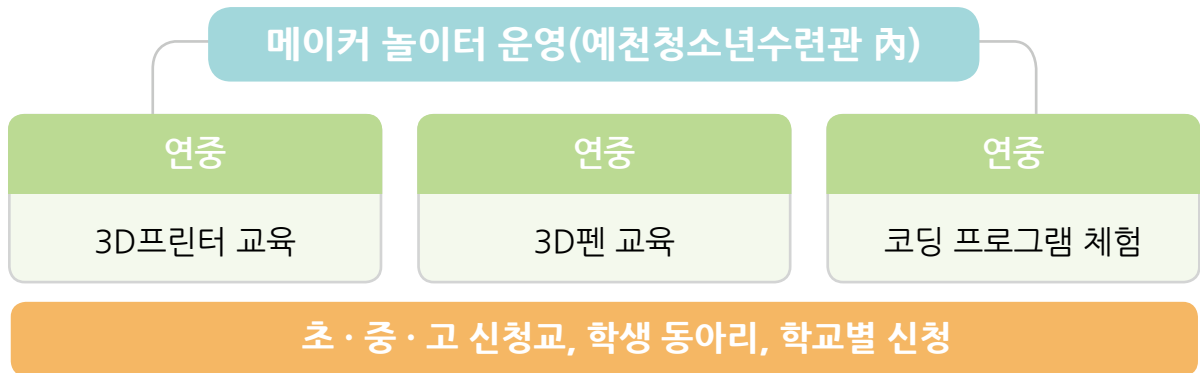 메이커 놀이터 운영(예천청소년수련관 內)
연중
연중
연중
3D프린터 교육
3D펜 교육
코딩 프로그램 체험
초 · 중 · 고 신청교, 학생 동아리, 학교별 신청